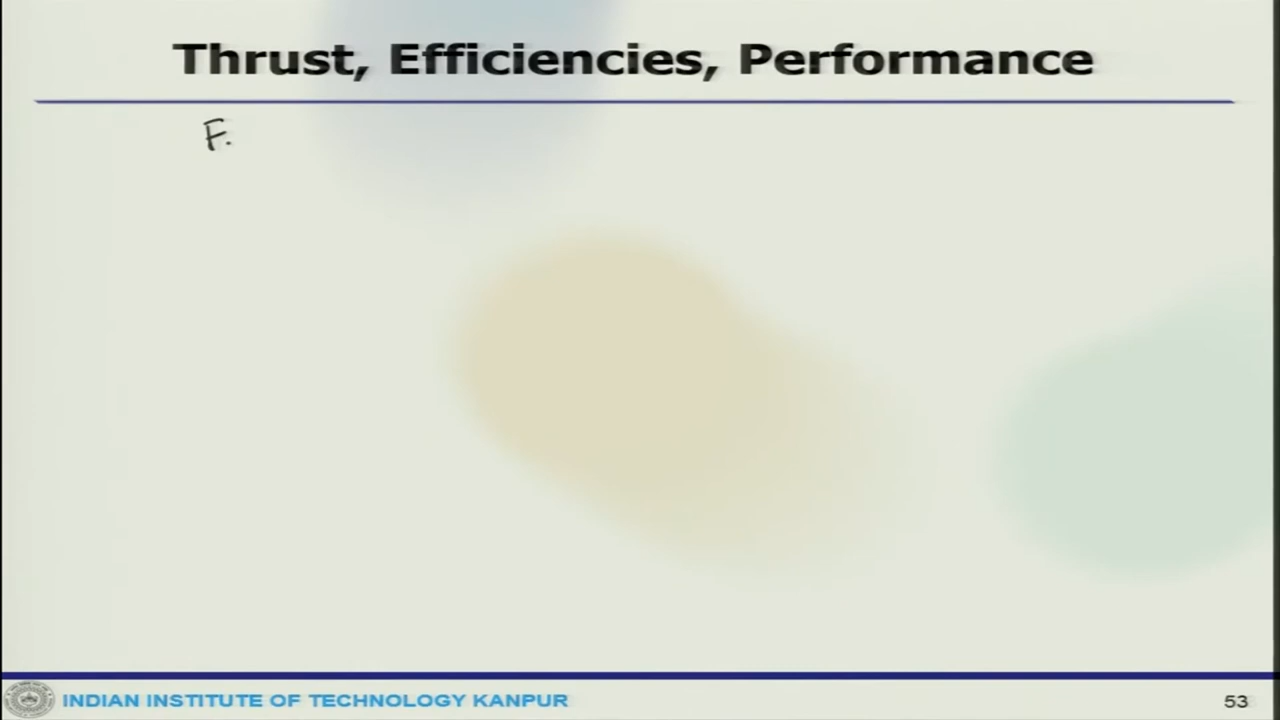 Thrust, Efficiencies, Performance
F.
INDIAN INSTITUTE OF TECHNOLOGY KANPUR
53